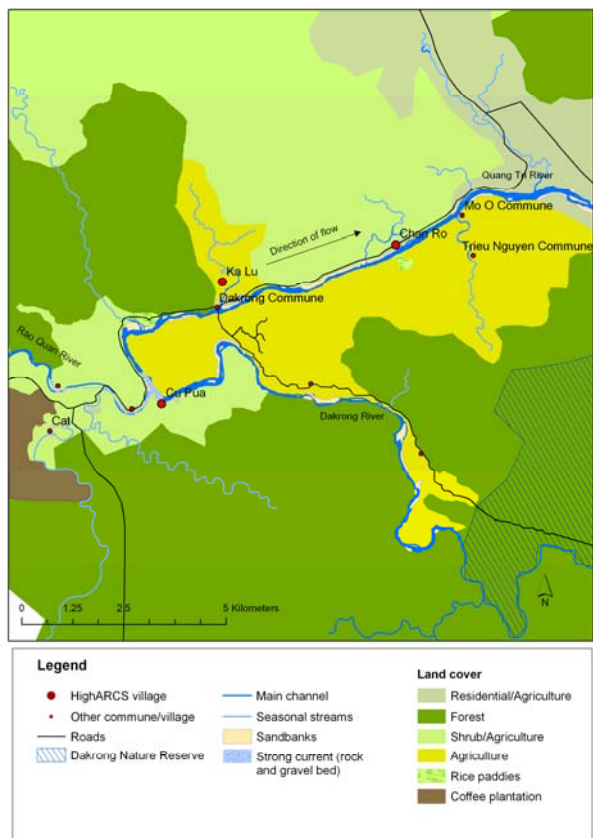 Quang Tri River
Mo O Commune
Direction of flow
Chan Ro
Trieu Nguyen Commune
Ka Lu
Dakrong Commune
Rao Quan River
Cu Pua
Dakrong River
Cat
0 1.25 2.5 5 Kilometers
N
Legend
HighARCS village
Other commune/village
Roads
Dakrong Nature Reserve
Main channel
Seasonal streams
Sandbanks
Strong current (rock
and gravel bed)
Land cover
Residential/Agriculture
Forest
Shrub/Agriculture
Agriculture
Rice paddies
Coffee plantation